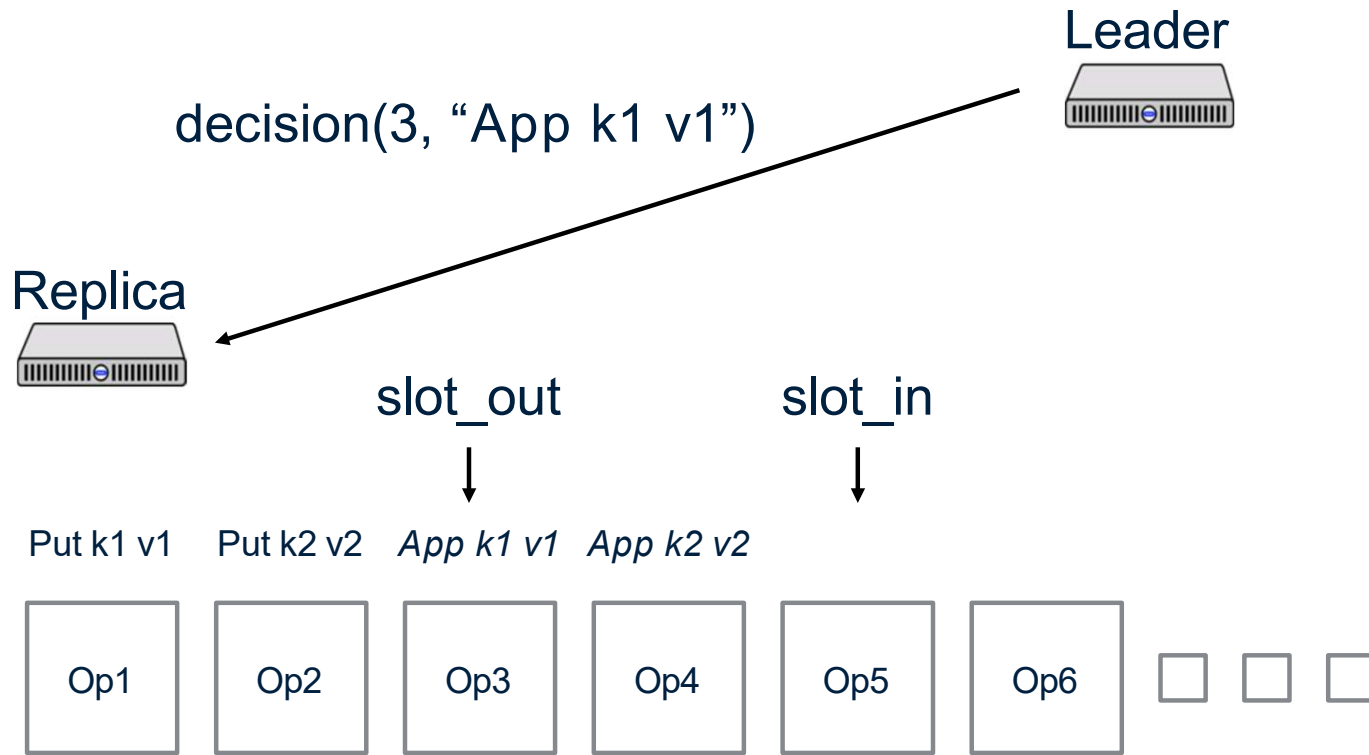 Leader
decision(3, “App k1 v1”)
Replica
slot_out slot_in
Put k1 v1 Put k2 v2 App k1 v1 App k2 v2
Op1 Op2 Op3 Op4 Op5 Op6